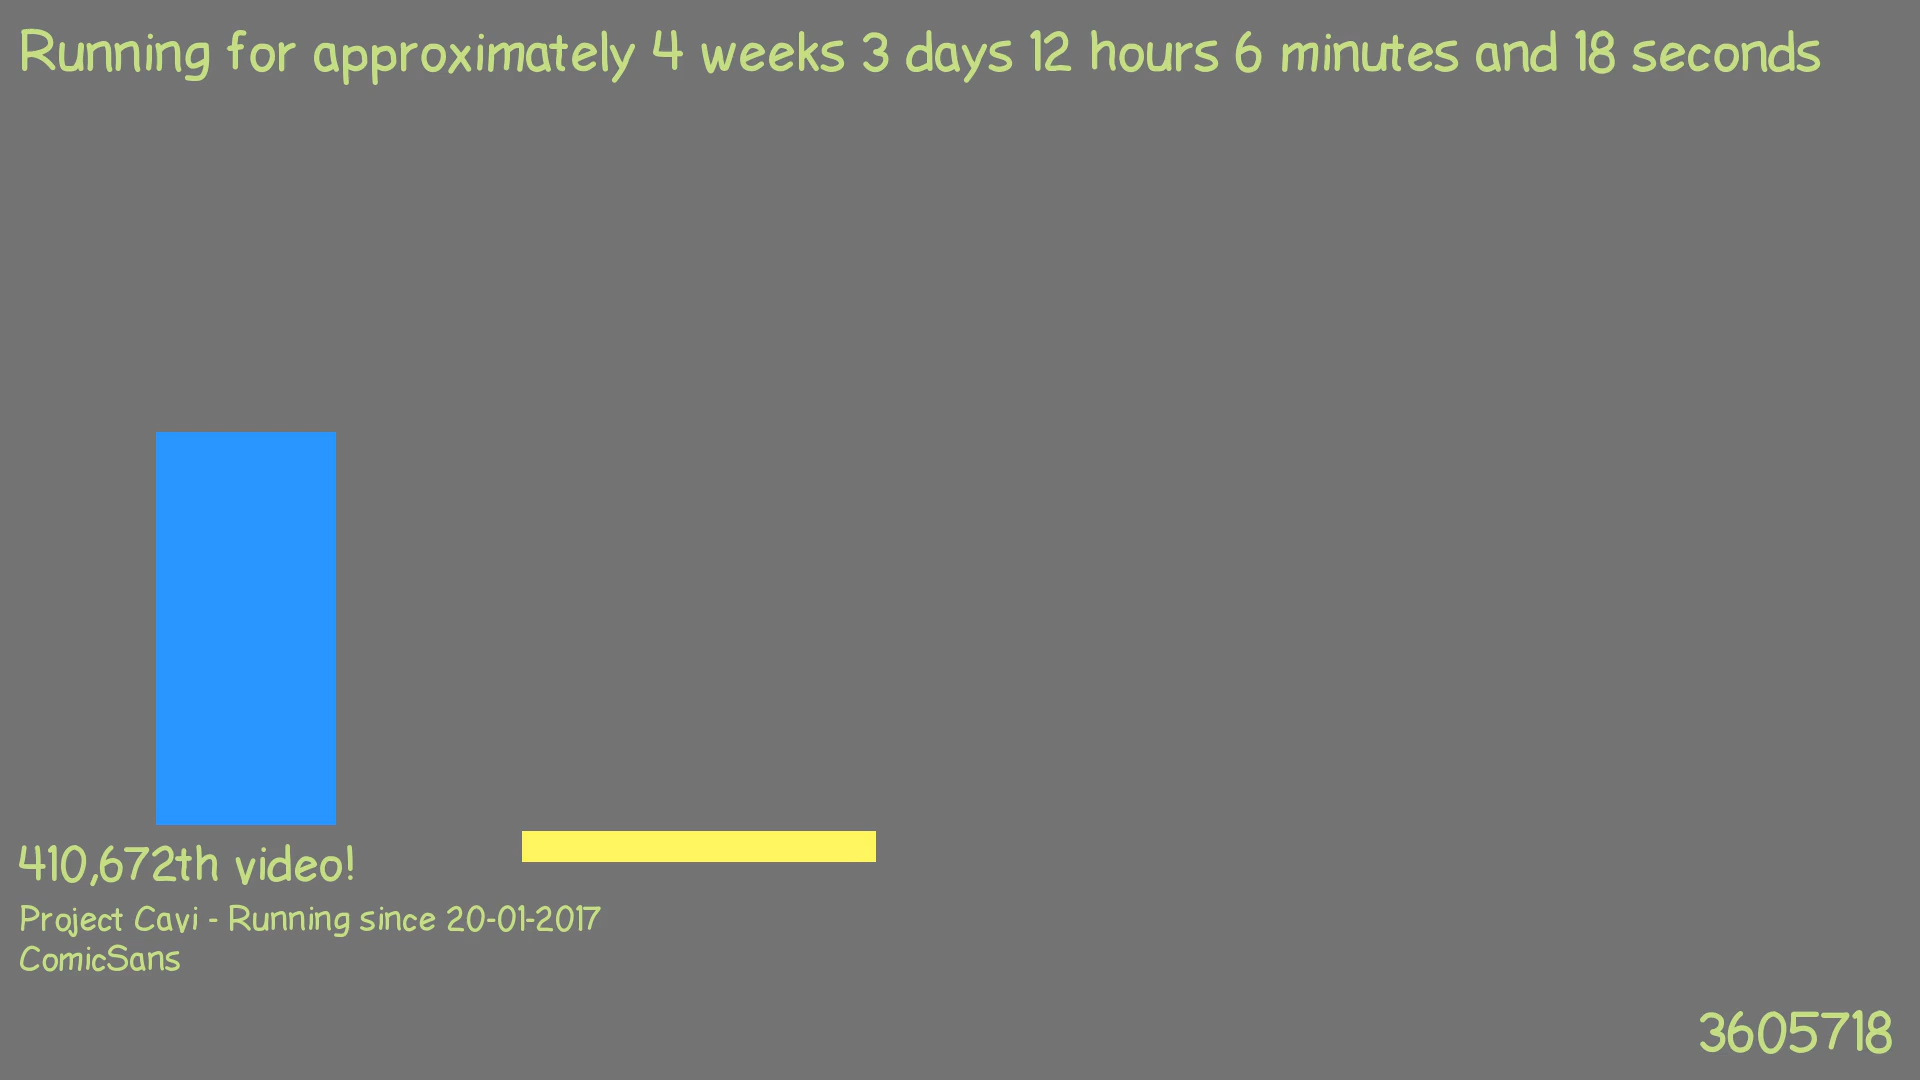 Running for approximately 4 weeks 3 days 12 hours 6 minutes and 18 seconds
410,672th video!
Project Cavi - Running since 20-01-2017
ComicSans
3605718